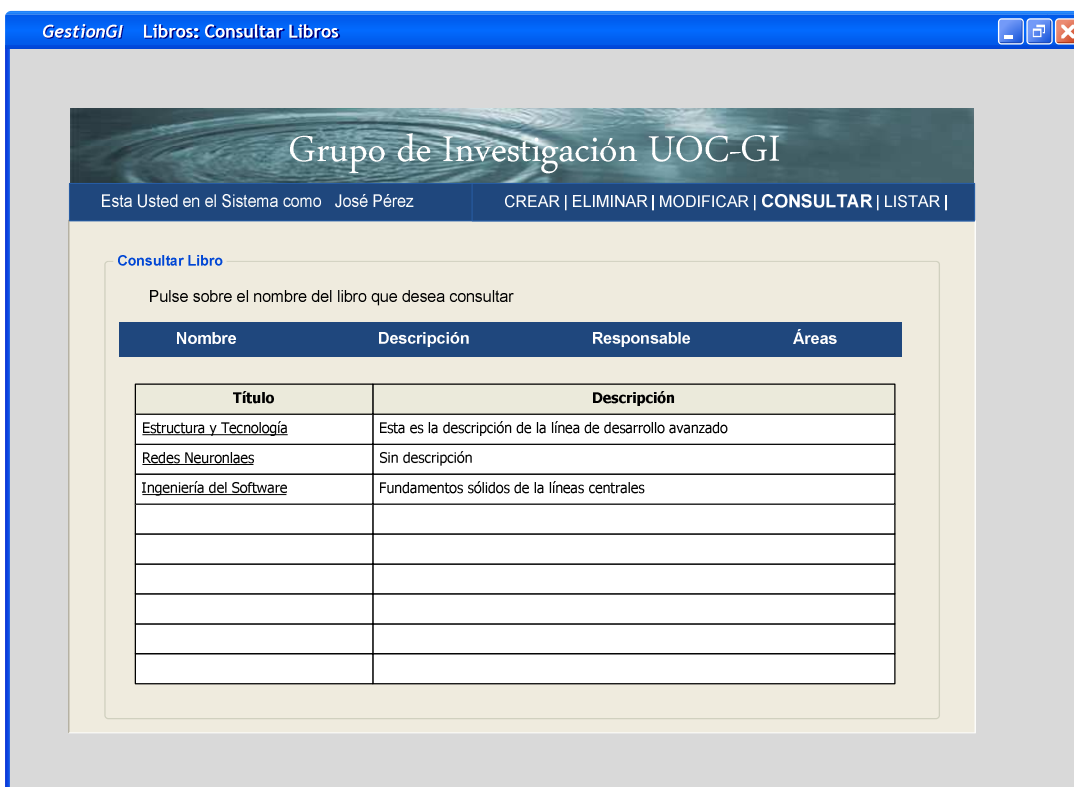 GestionGI Libros: Consultar Libros
Grupo de Investigación UOC-GI
Esta Usted en el Sistema como José Pérez CREAR | ELIMINAR | MODIFICAR | CONSULTAR | LISTAR |
Consultar Libro
Pulse sobre el nombre del libro que desea consultar
Nombre Descripción Responsable Áreas
Título Descripción
Estructura y Tecnología Esta es la descripción de la línea de desarrollo avanzado
Redes Neuronlaes Sin descripción
Ingeniería del Software Fundamentos sólidos de la líneas centrales